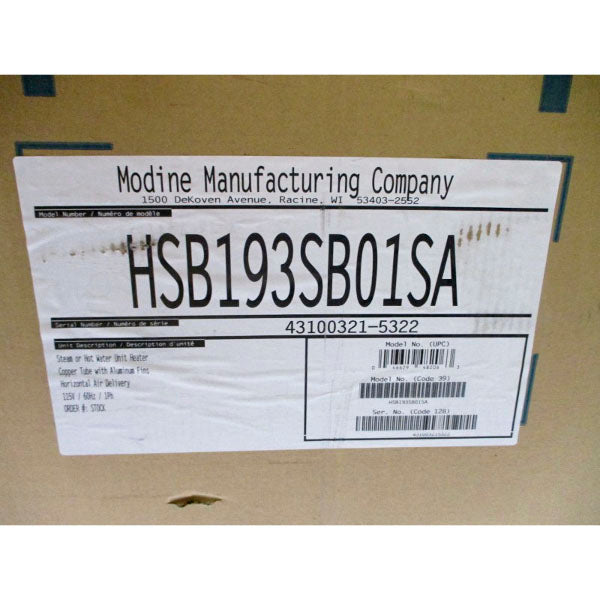 Modine Manufacturing Company
1500 DeKoven Avenue, Racine, WI 53403-2552
Model Number / Numéro de modèle
HSB193SB01SA
Serial Number / Numéro de série
43100321-5322
Unit Description / Description d'unité
Steam or Hot Water Unit Heater
Copper Tube with Aluminum Fins
Horizontal Air Delivery
115V / 60Hz / 1Ph
ORDER #: STOCK
Model No. (UPC)
Model No. (Code 39)
HSB193SB01SA
Ser. No. (Code 128)